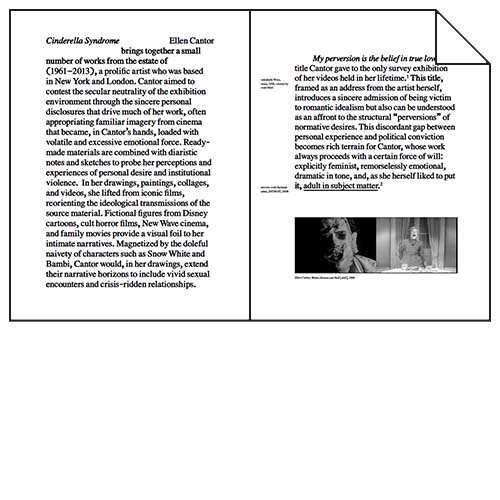 Cinderella Syndrome Ellen Cantor
brings together a small
number of works from the estate of
(1961–2013), a prolific artist who was based
in New York and London. Cantor aimed to
contest the secular neutrality of the exhibition
environment through the sincere personal
disclosures that drive much of her work, often
appropriating familiar imagery from cinema
that became, in Cantor's hands, loaded with
volatile and excessive emotional force. Ready-
made materials are combined with diaristic
notes and sketches to probe her perceptions and
experiences of personal desire and institutional
violence. In her drawings, paintings, collages,
and videos, she lifted from iconic films,
reorienting the ideological transmissions of the
source material. Fictional figures from Disney
cartoons, cult horror films, New Wave cinema,
and family movies provide a visual foil to her
intimate narratives. Magnetized by the doleful
naivety of characters such as Snow White and
Bambi, Cantor would, in her drawings, extend
their narrative horizons to include vivid sexual
encounters and crisis-ridden relationships.
My perversion is the belief in true love
title Cantor gave to the only survey exhibition
of her videos held in her lifetime.¹ This title,
framed as an address from the artist herself,
introduces a sincere admission of being victim
to romantic idealism but also can be understood
as an affront to the structural “perversions” of
normative desires. This discordant gap between
personal experience and political conviction
becomes rich terrain for Cantor, whose work
always proceeds with a certain force of will:
explicitly feminist, remorselessly emotional,
dramatic in tone, and, as she herself liked to put
it, adult in subject matter.²